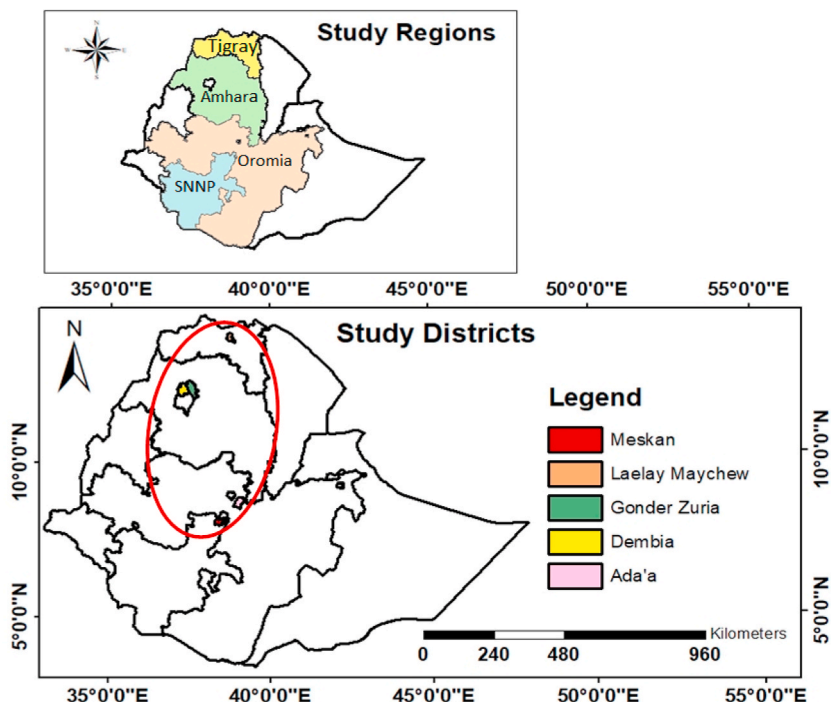 Study Regions
N
W
E
S
Tigray
Amhara
Oromia
SNNP
35°0'0"E 40°0'0"E 45°0'0"E 50°0'0"E 55°0'0"E
Study Districts
N
Legend
Meskan
Laelay Maychew
Gonder Zuria
Dembia
Ada'a
10°0'0"N
10°0'0"N
5°0'0"N
5°0'0"N
Kilometers
0 240 480 960
35°0'0"E 40°0'0"E 45°0'0"E 50°0'0"E 55°0'0"E